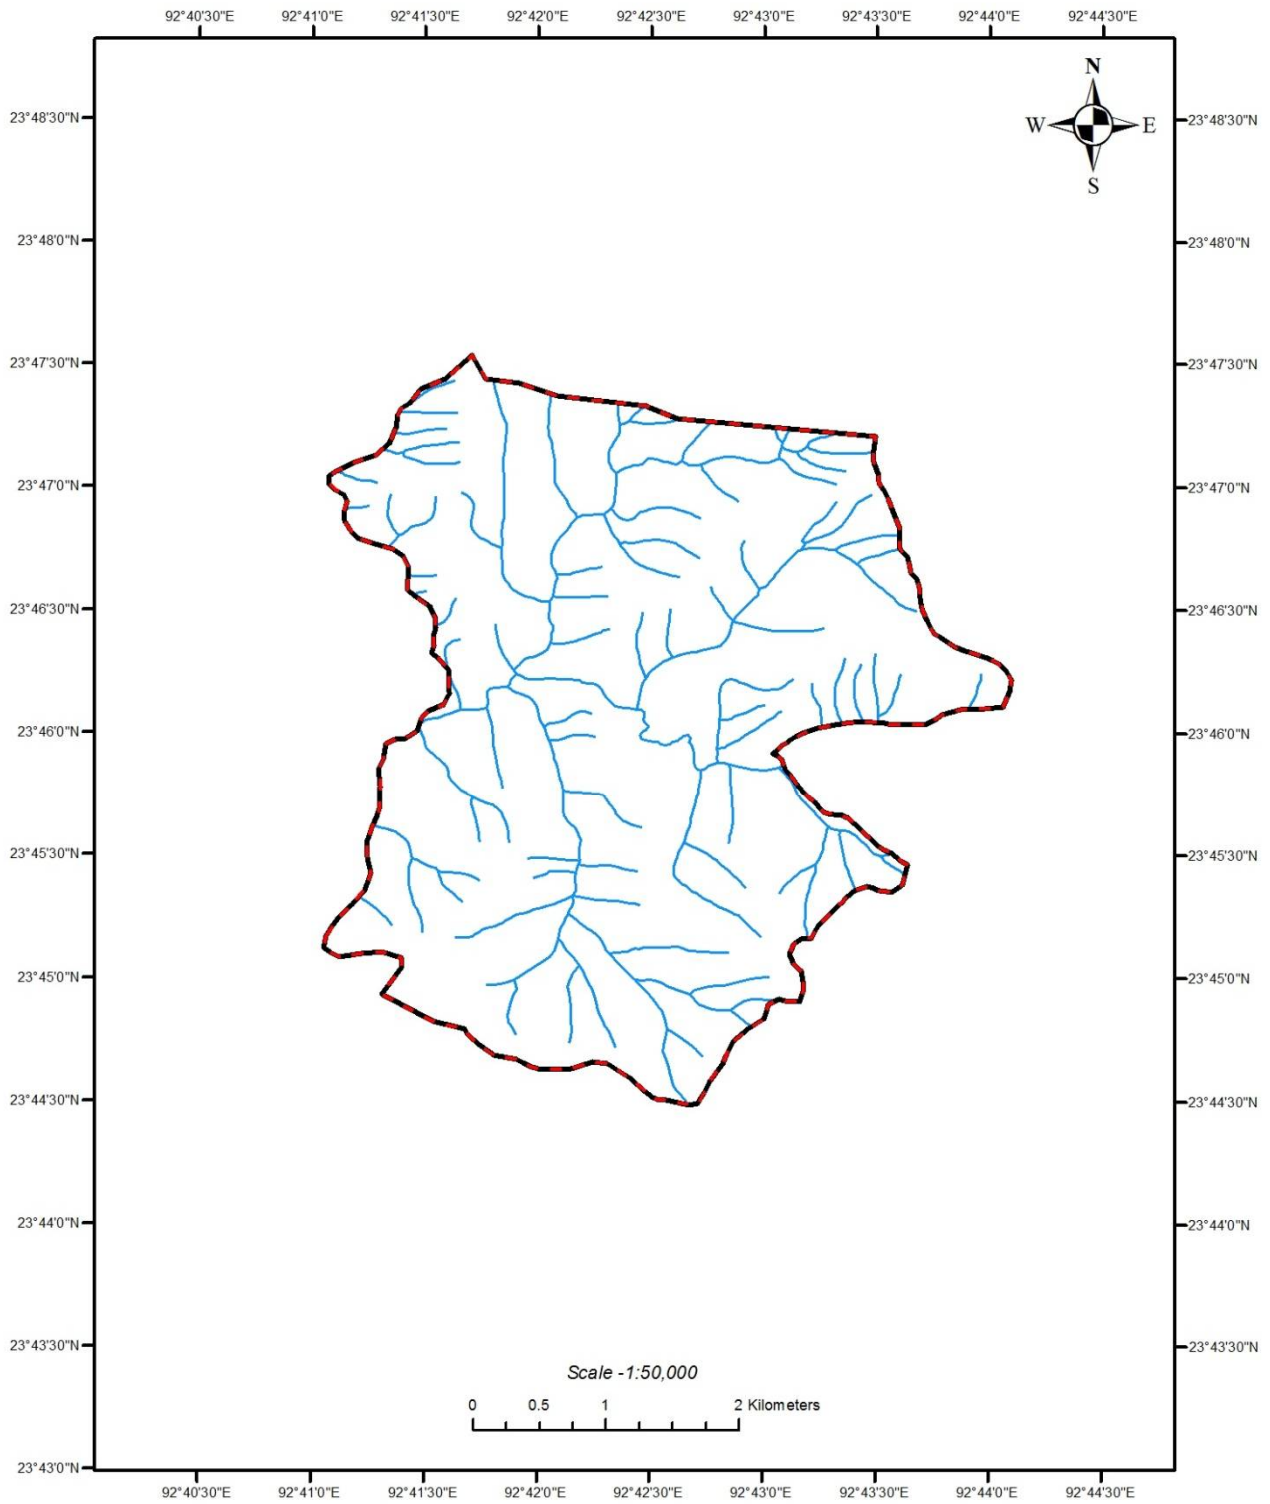 92°40'30"E 92°41'0"E 92°41'30"E 92°42'0"E 92°42'30"E 92°43'0"E 92°43'30"E 92°44'0"E 92°44'30"E
N
W E
S
23°48'30"N 23°48'30"N
23°48'0"N 23°48'0"N
23°47'30"N 23°47'30"N
23°47'0"N 23°47'0"N
23°46'30"N 23°46'30"N
23°46'0"N 23°46'0"N
23°45'30"N 23°45'30"N
23°45'0"N 23°45'0"N
23°44'30"N 23°44'30"N
23°44'0"N 23°44'0"N
23°43'30"N 23°43'30"N
Scale -1:50,000
0 0.5 1 2 Kilometers
23°43'0"N
92°40'30"E 92°41'0"E 92°41'30"E 92°42'0"E 92°42'30"E 92°43'0"E 92°43'30"E 92°44'0"E 92°44'30"E